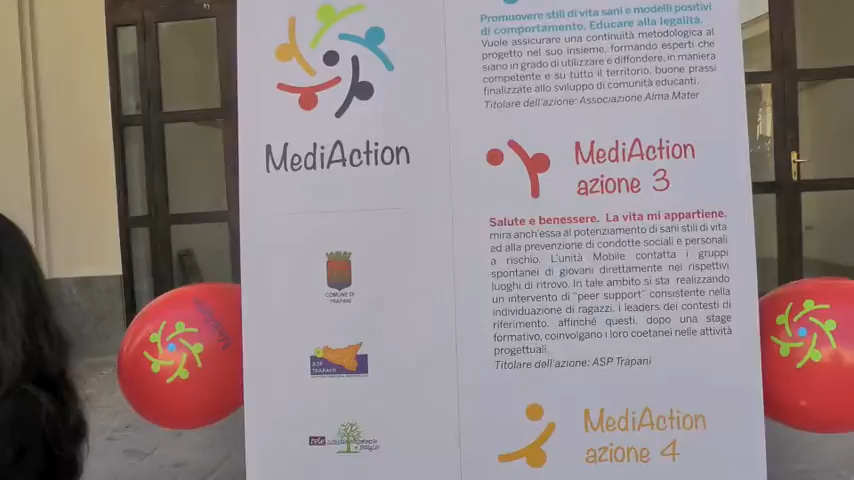 MediAction
COMUNE DI
TRAPANI
ASP
TRAPANI
rete
Promuovere stili di vita sani e modelli positivi
di comportamento. Educare alla legalità.
Vuole assicurare una continuità metodologica al
progetto nel suo insieme, formando esperti che
siano in grado di utilizzare e diffondere, in maniera
competente e su tutto il territorio, buone prassi
finalizzate allo sviluppo di comunità educanti.
Titolare dell'azione: Associazione Alma Mater
MediAction
azione 3
Salute e benessere. La vita mi appartiene,
mira anch'essa al potenziamento di sani stili di vita
ed alla prevenzione di condotte sociali e personali
a rischio. L'unità Mobile contatta i gruppi
spontanei di giovani direttamente nei rispettivi
luoghi di ritrovo. In tale ambito si sta realizzando
un intervento di "peer support" consistente nella
individuazione di ragazzi, i leaders dei contesti di
riferimento, affinché questi, dopo una stage
formativo, coinvolgano i loro coetanei nelle attività
progettuali.
Titolare dell'azione: ASP Trapani
MediAction
azione 4